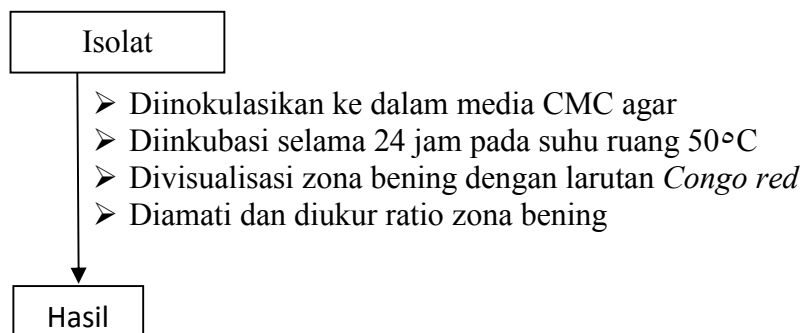 Isolat
➢ Diinokulasikan ke dalam media CMC agar
➢ Diinkubasi selama 24 jam pada suhu ruang 50°C
➢ Divisualisasi zona bening dengan larutan Congo red
➢ Diamati dan diukur ratio zona bening
Hasil